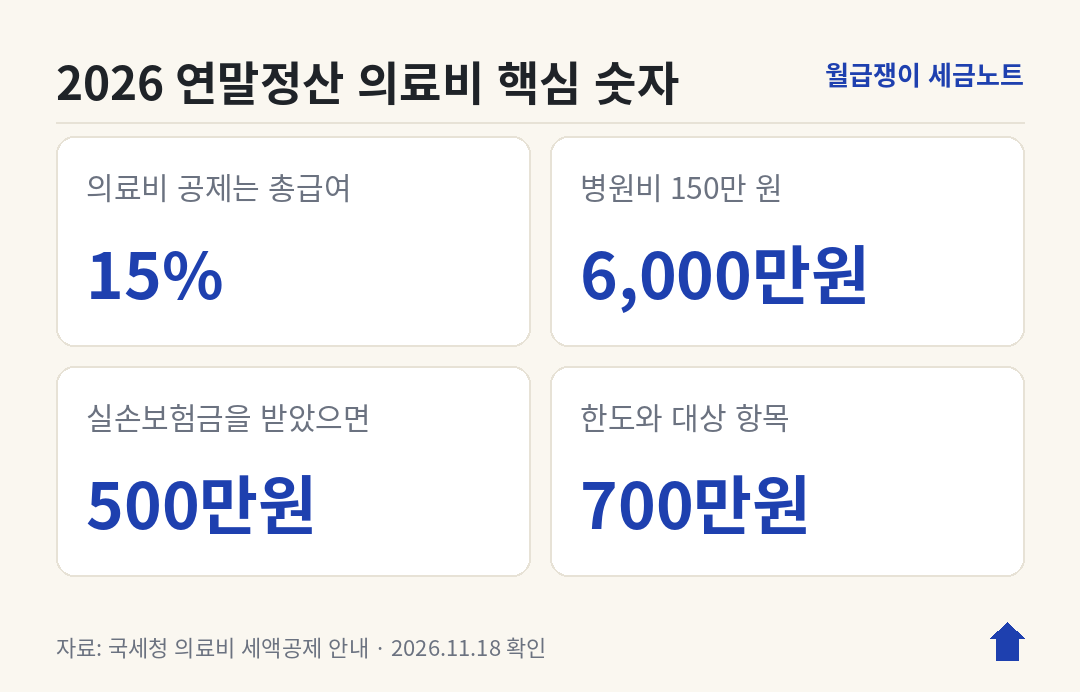 2026 연말정산 의료비 핵심 숫자
월급쟁이 세금노트
의료비 공제는 총급여
15%
병원비 150만 원
6,000만원
실손보험금을 받았으면
500만원
한도와 대상 항목
700만원
자료: 국세청 의료비 세액공제 안내 · 2026.11.18 확인